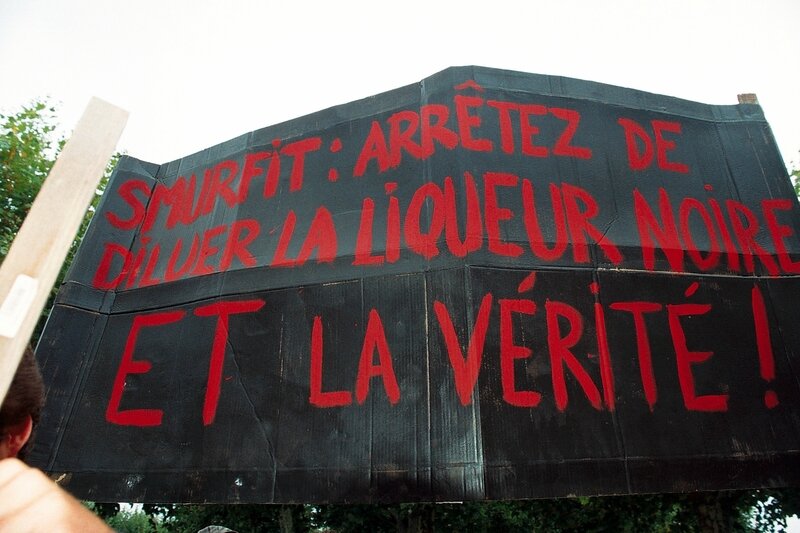 SMURFIT : ARRÊTEZ DE
DILUER LA LIQUEUR NOIRE
ET LA VÉRITÉ !